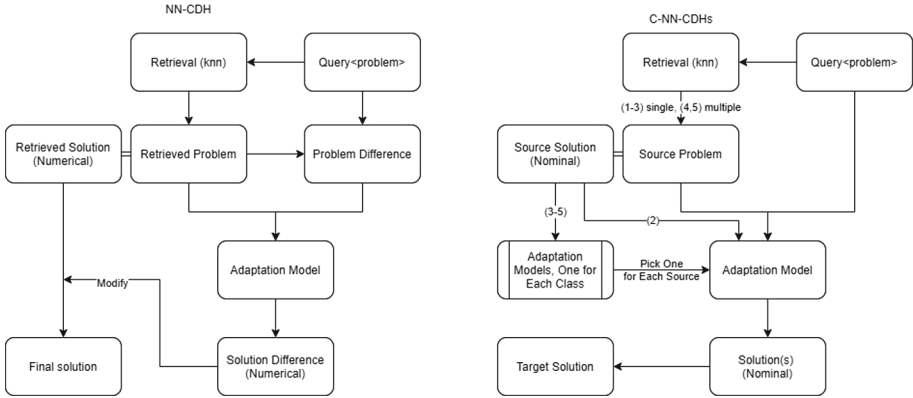 NN-CDH
Retrieval (knn)
Query<problem>
Retrieved Solution
(Numerical)
Retrieved Problem
Problem Difference
Adaptation Model
Modify
Final solution
Solution Difference
(Numerical)
C-NN-CDHs
Retrieval (knn)
Query<problem>
(1-3) single, (4,5) multiple
Source Solution
(Nominal)
Source Problem
(3-5)
(2)
Adaptation
Models, One for
Each Class
Pick One
for Each Source
Adaptation Model
Target Solution
Solution(s)
(Nominal)